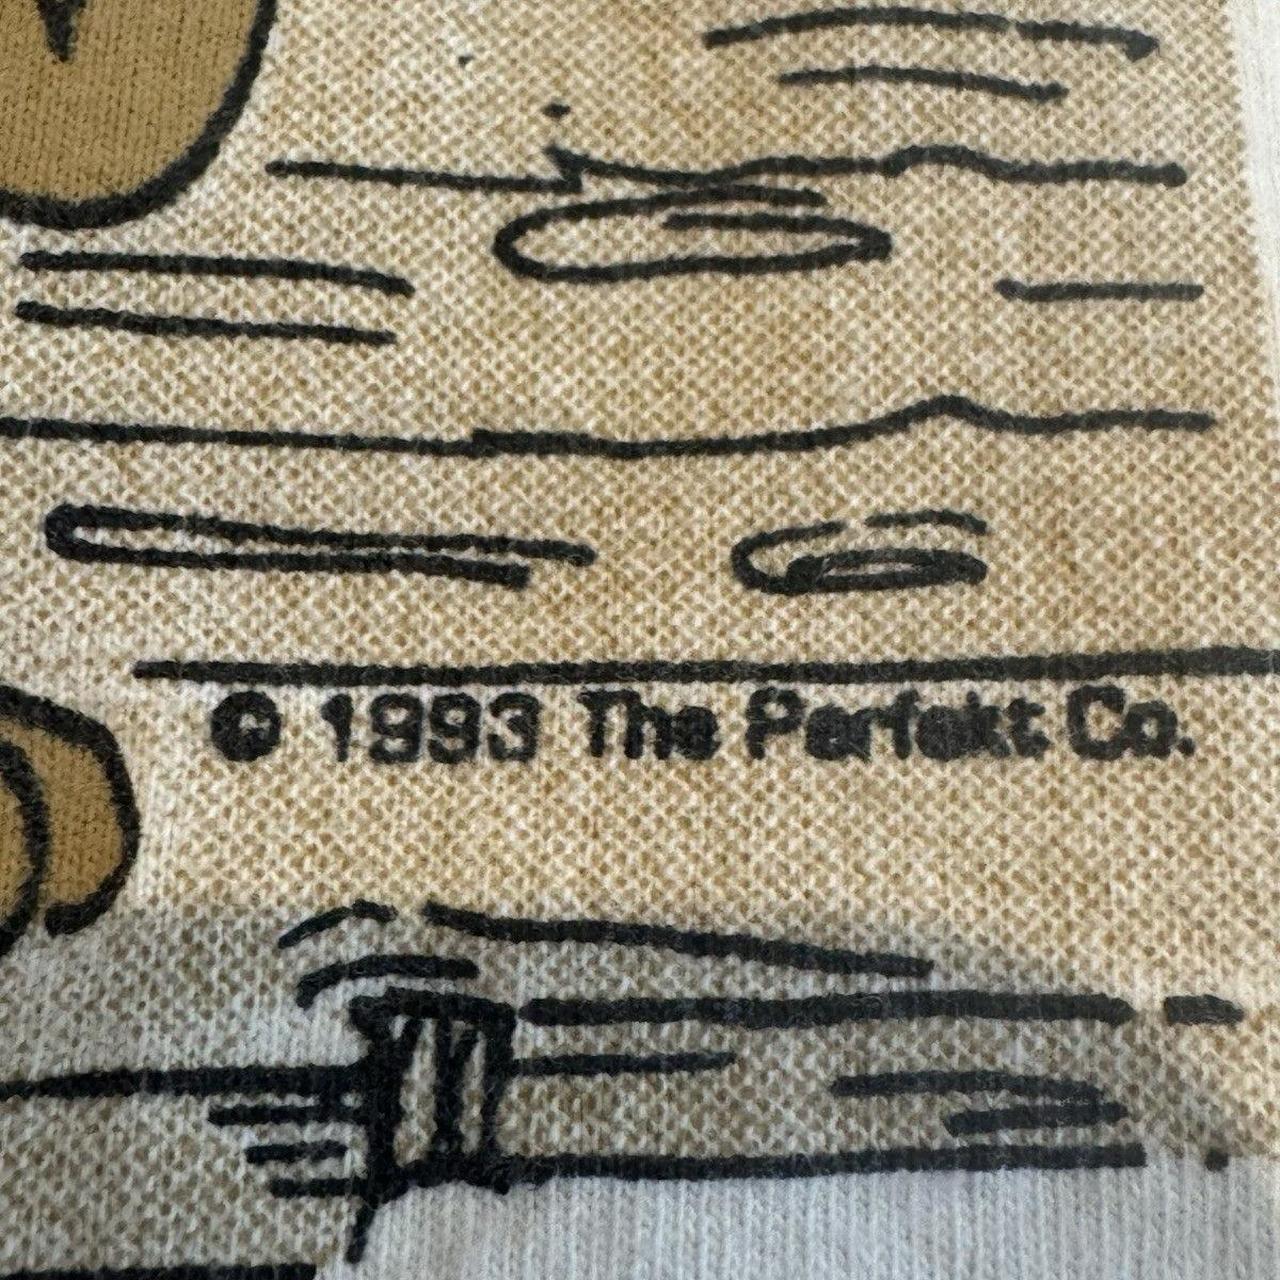 © 1993 The Perfekt Co.